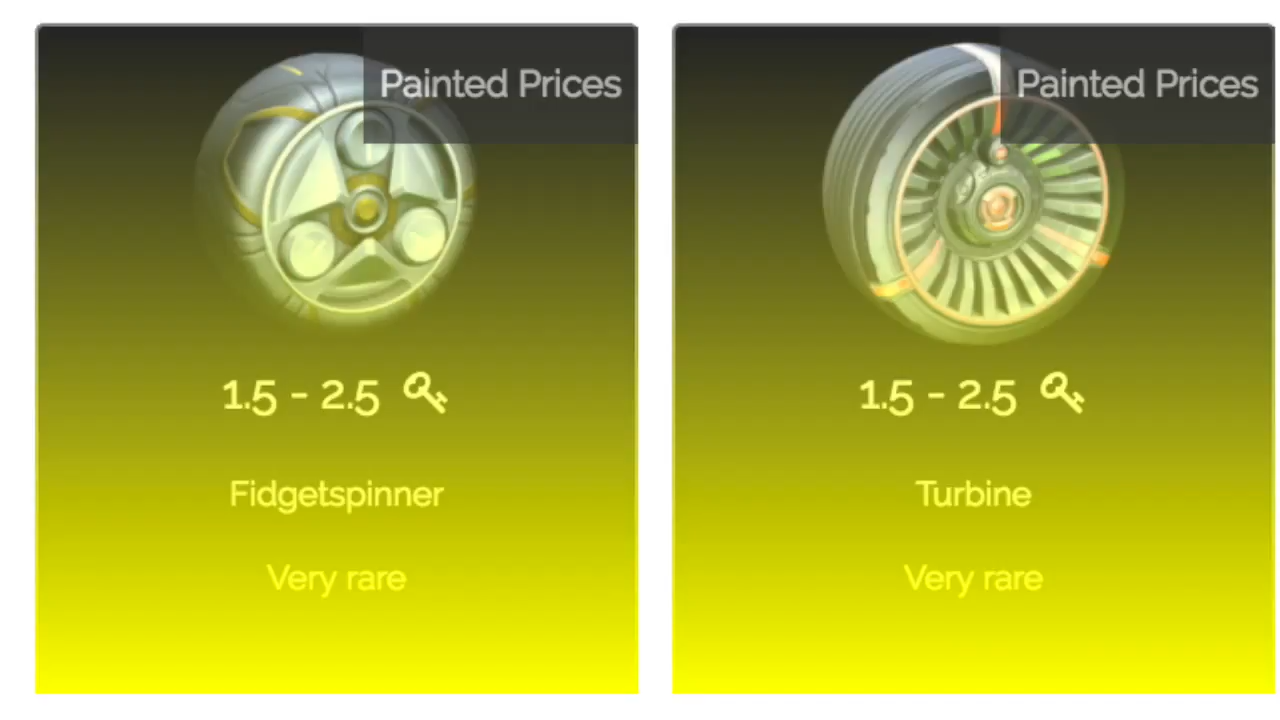 Painted Prices
1.5 - 2.5
Fidgetspinner
Very rare
Painted Prices
1.5 - 2.5
Turbine
Very rare